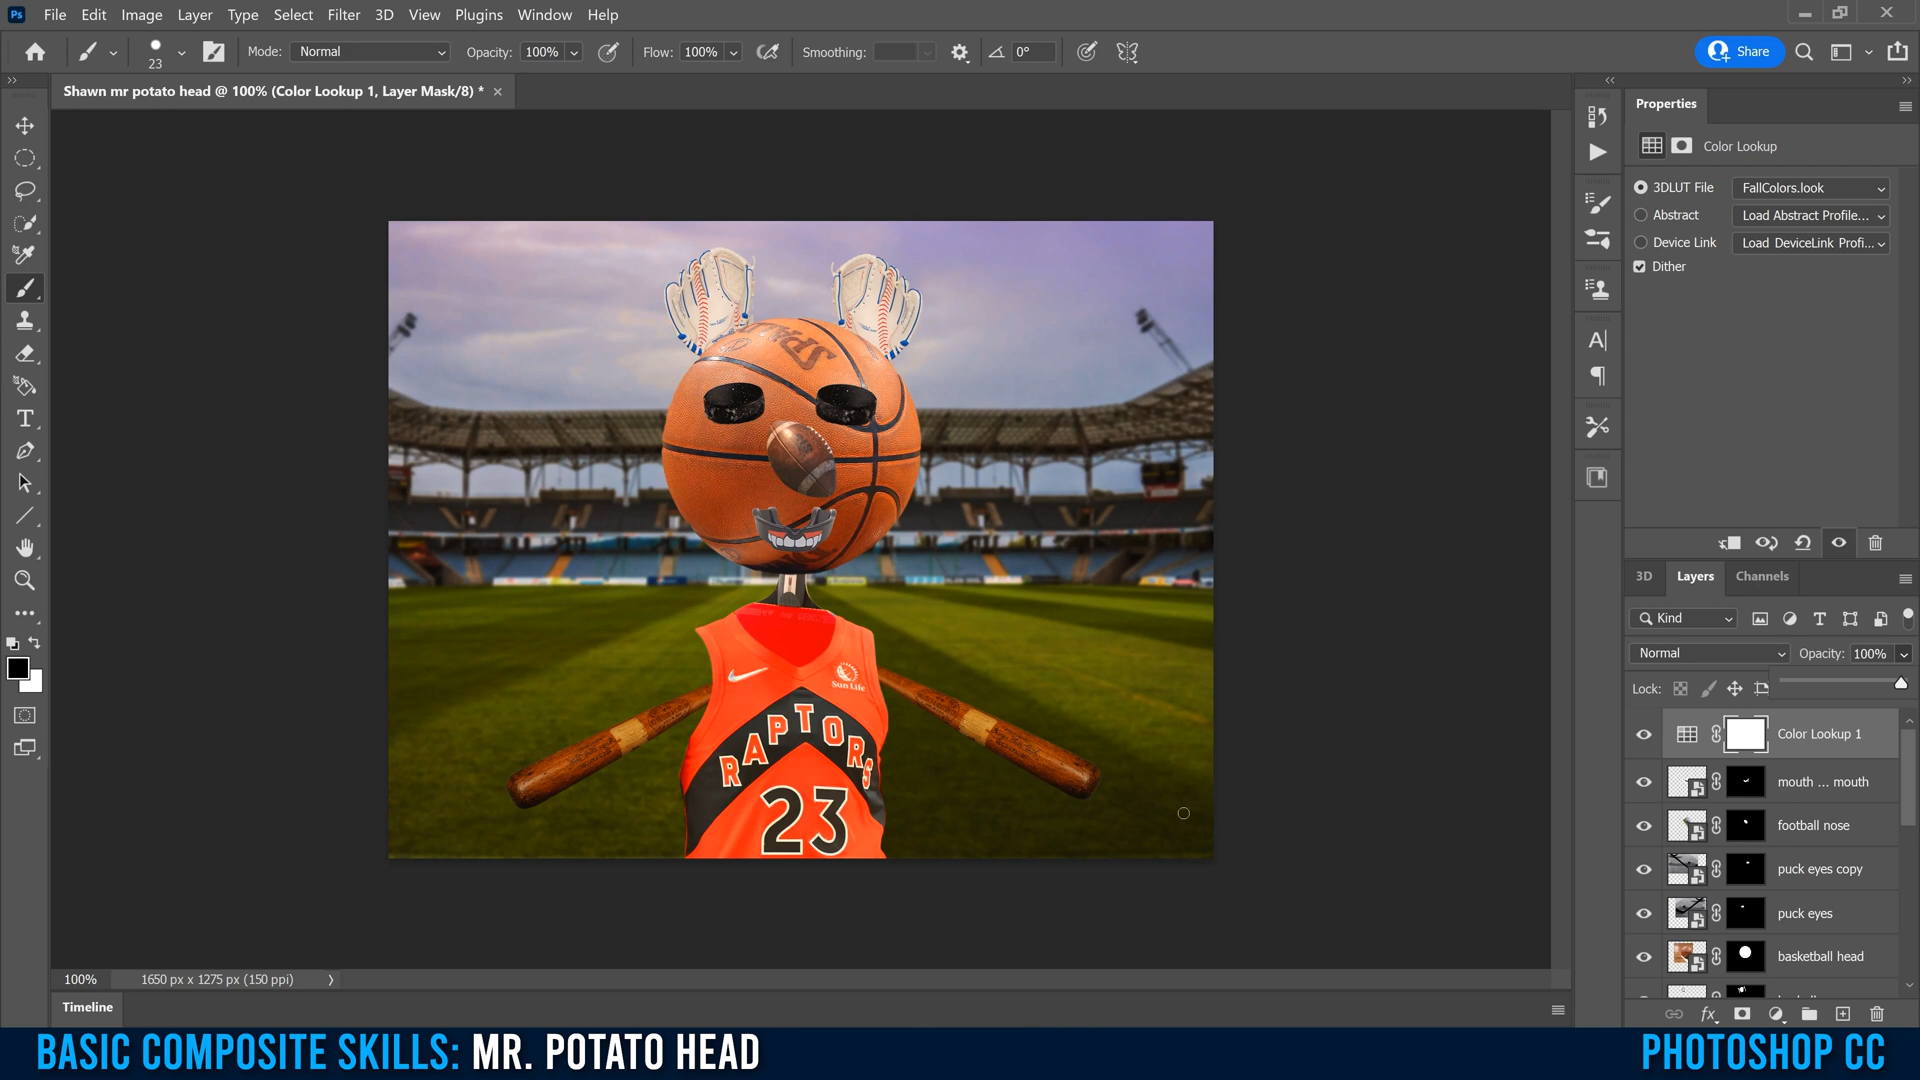 Ps File Edit Image Layer Type Select Filter 3D View Plugins Window Help
23 Mode: Normal Opacity: 100% Flow: 100% Smoothing: 0° Share
Shawn mr potato head @ 100% (Color Lookup 1, Layer Mask/8) *
Properties
Color Lookup
3DLUT File FallColors.look
Abstract Load Abstract Profile...
Device Link Load DeviceLink Profi...
Dither
SPAL
Sun Life
RAPTORS
23
3D Layers Channels
Kind
Normal Opacity: 100%
Lock:
Color Lookup 1
mouth ... mouth
football nose
puck eyes copy
puck eyes
basketball head
fx
100% 1650 px x 1275 px (150 ppi)
Timeline
BASIC COMPOSITE SKILLS: MR. POTATO HEAD
PHOTOSHOP CC